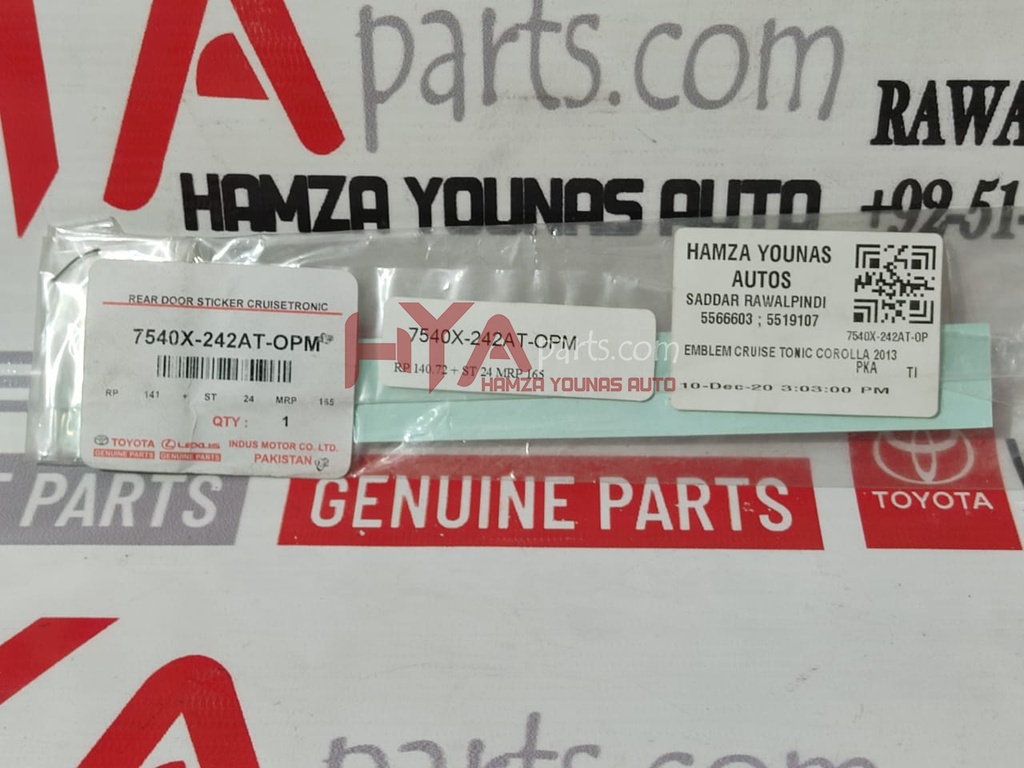 YA parts.com
RAWA
HAMZA YOUNAS AUTO +92-51-
REAR DOOR STICKER CRUISETRONIC
7540X-242AT-OPM
RP 141 + ST 24 MRP 165
QTY : 1
TOYOTA LEXUS INDUS MOTOR CO. LTD.
GENUINE PARTS GENUINE PARTS PAKISTAN
7540X-242AT-OPM
RP 140.72 + ST 24 MRP 165
HYA parts.com
HAMZA YOUNAS AUTO
HAMZA YOUNAS
AUTOS
SADDAR RAWALPINDI
5566603 ; 5519107
7540X-242AT-0P
EMBLEM CRUISE TONIC COROLLA 2013
PKA TI
10-Dec-20 3:03:00 PM
T PARTS
GENUINE PARTS
TOYOTA
parts.com